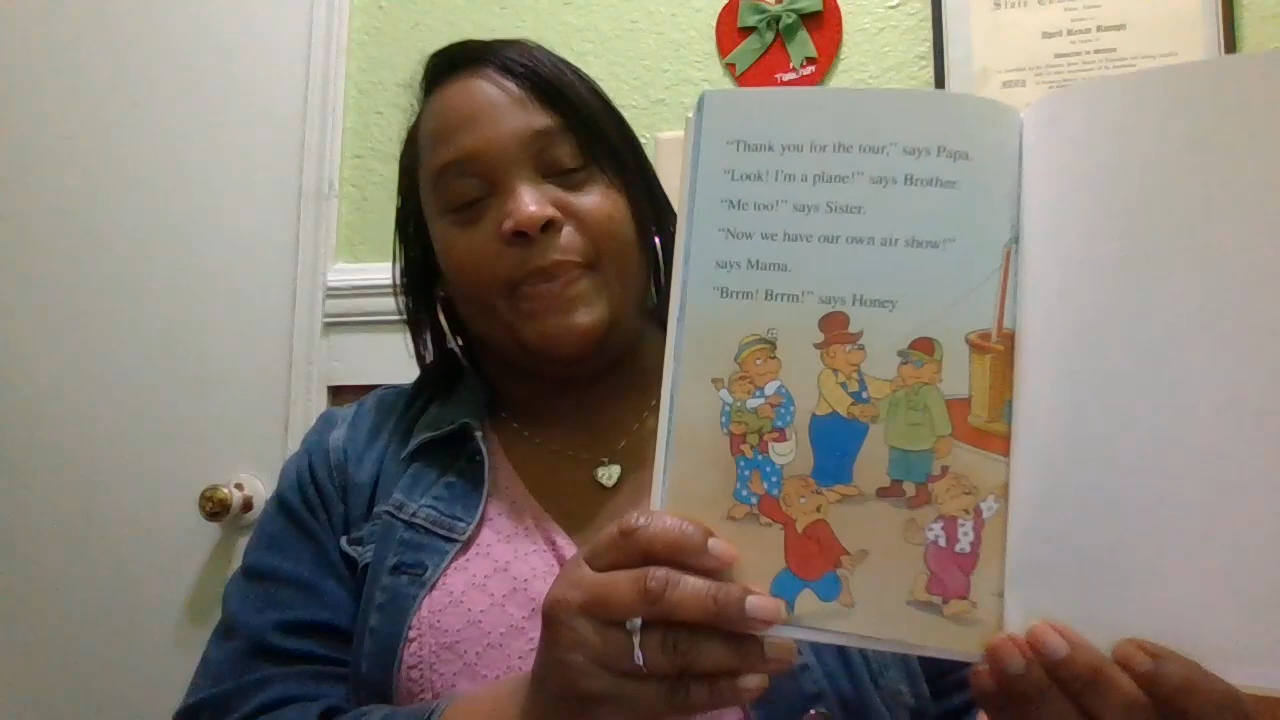 Teacher
"Thank you for the tour," says Papa.
"Look! I'm a plane!" says Brother.
"Me too!" says Sister.
"Now we have our own air show!"
says Mama.
"Brrm! Brrm!" says Honey.